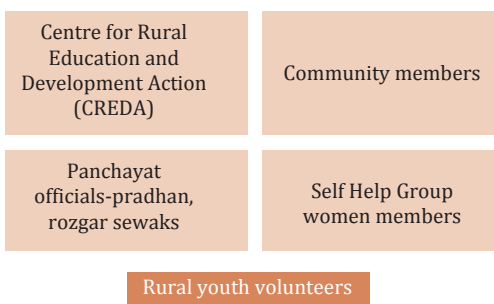 Centre for Rural
Education and
Development Action
(CREDA)
Community members
Panchayat
officials-pradhan,
rozgar sewaks
Self Help Group
women members
Rural youth volunteers